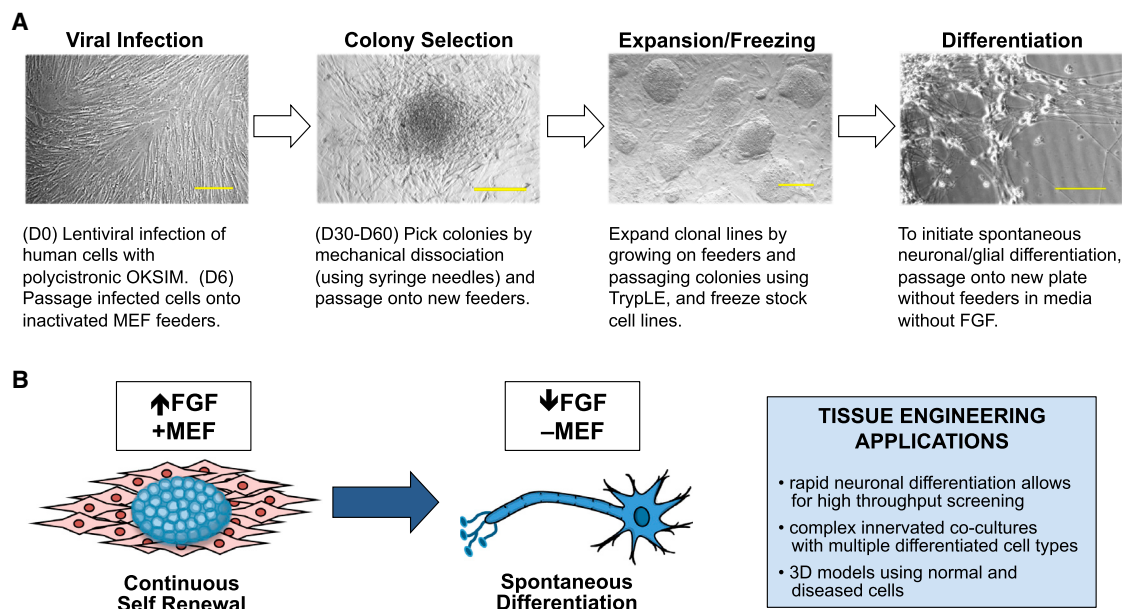 A
Viral Infection
Colony Selection
Expansion/Freezing
Differentiation
(D0) Lentiviral infection of
human cells with
polycistronic OKSIM. (D6)
Passage infected cells onto
inactivated MEF feeders.
(D30-D60) Pick colonies by
mechanical dissociation
(using syringe needles) and
passage onto new feeders.
Expand clonal lines by
growing on feeders and
passaging colonies using
TrypLE, and freeze stock
cell lines.
To initiate spontaneous
neuronal/glial differentiation,
passage onto new plate
without feeders in media
without FGF.
B
↑FGF
+MEF
Continuous
Self Renewal
↓FGF
–MEF
Spontaneous
Differentiation
TISSUE ENGINEERING
APPLICATIONS
• rapid neuronal differentiation allows
for high throughput screening
• complex innervated co-cultures
with multiple differentiated cell types
• 3D models using normal and
diseased cells